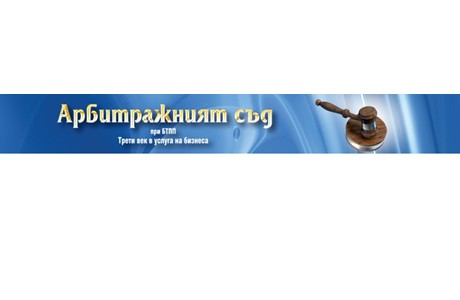 Арбитражният съд
при БТПП
Трети век в услуга на бизнеса